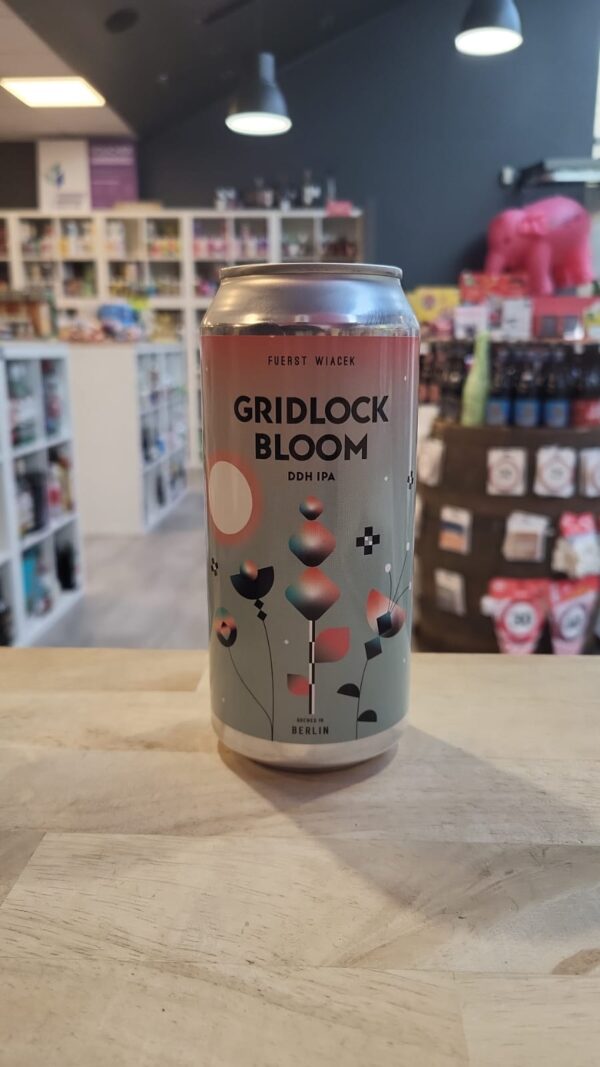 FUERST WIACEK
GRIDLOCK
BLOOM
DDH IPA
BREWED IN
BERLIN